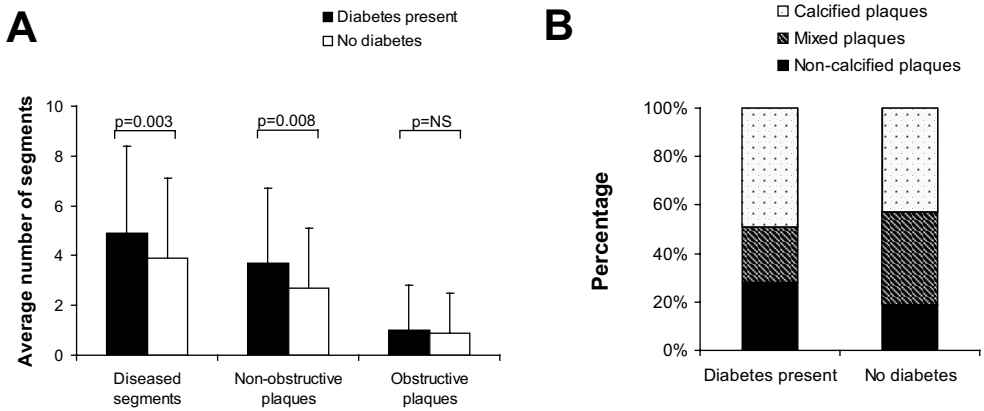 A
Diabetes present
No diabetes
Average number of segments
10
8
6
4
2
0
p=0.003
p=0.008
p=NS
Diseased
segments
Non-obstructive
plaques
Obstructive
plaques
B
Calcified plaques
Mixed plaques
Non-calcified plaques
Percentage
100%
80%
60%
40%
20%
0%
Diabetes present
No diabetes